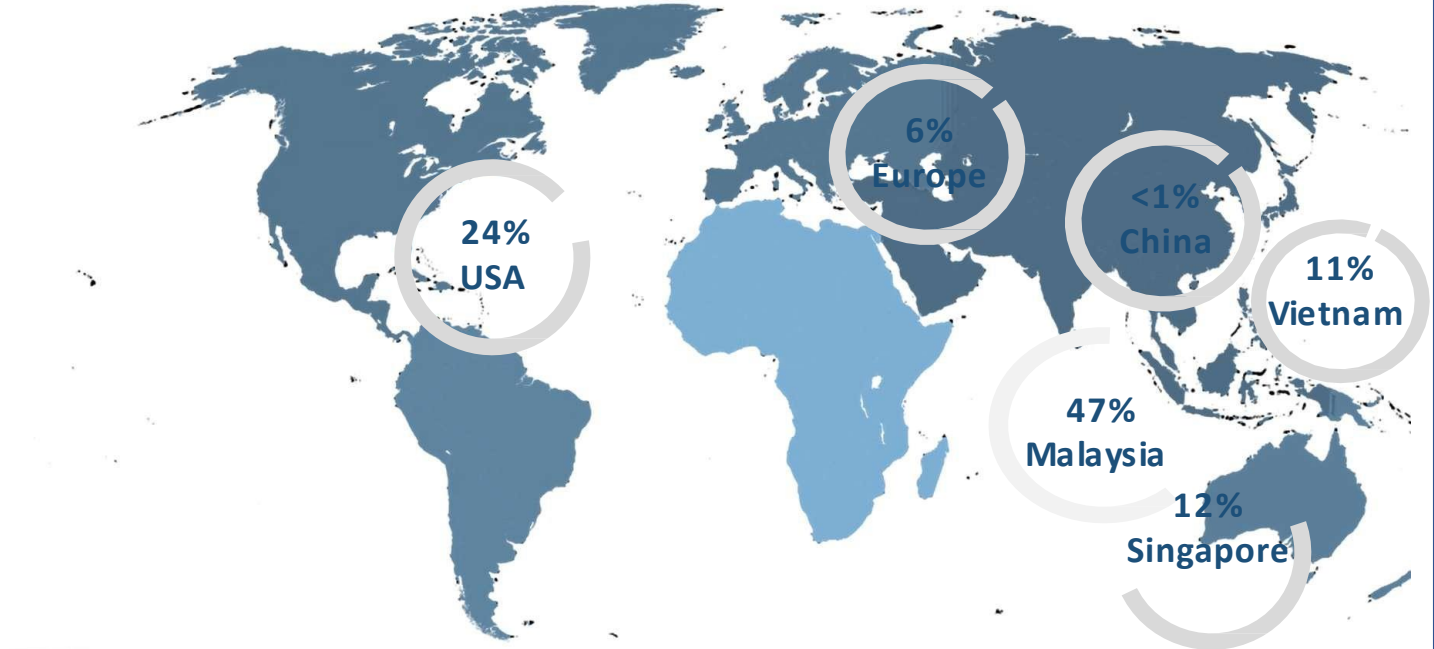 6%
Europe
<1%
China
24%
USA
11%
Vietnam
47%
Malaysia
12%
Singapore